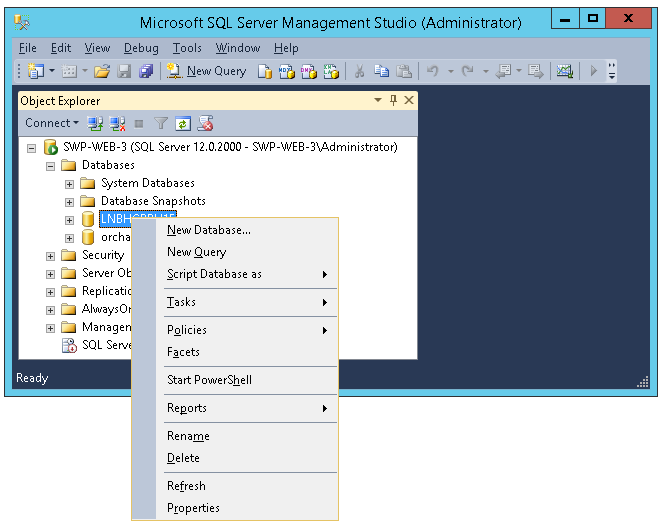 Microsoft SQL Server Management Studio (Administrator)
File Edit View Debug Tools Window Help
New Query
Object Explorer
Connect
SWP-WEB-3 (SQL Server 12.0.2000 - SWP-WEB-3\Administrator)
Databases
System Databases
Database Snapshots
orcha
Security
Server Ob
Replicatio
AlwaysOn
Managem
SQL Serve
New Database...
New Query
Script Database as
Tasks
Policies
Facets
Start PowerShell
Reports
Rename
Delete
Refresh
Properties
Ready